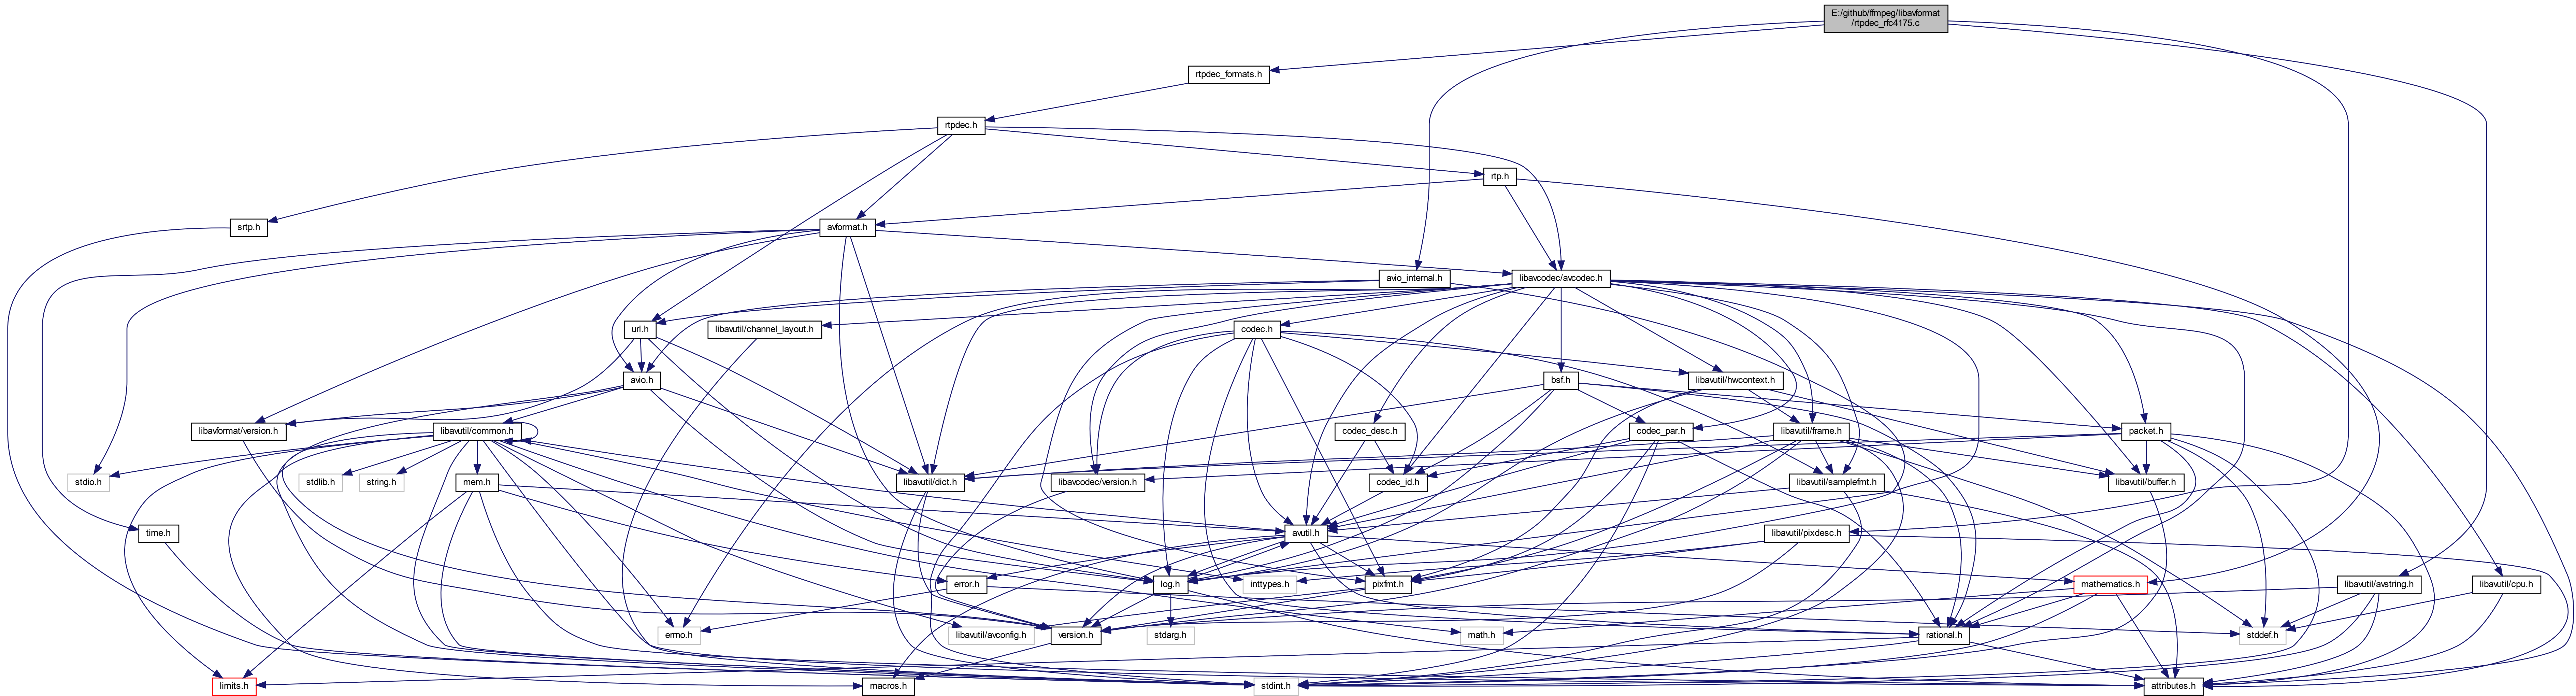 E:/github/ffmpeg/libavformat
/rtpdec_rfc4175.c
rtpdec_formats.h
rtpdec.h
rtp.h
srtp.h
avformat.h
avio_internal.h
libavcodec/avcodec.h
url.h
libavutil/channel_layout.h
codec.h
avio.h
bsf.h
libavutil/hwcontext.h
libavformat/version.h
libavutil/common.h
codec_desc.h
codec_par.h
libavutil/frame.h
packet.h
stdio.h
stdlib.h
string.h
mem.h
libavutil/dict.h
libavcodec/version.h
codec_id.h
libavutil/samplefmt.h
libavutil/buffer.h
time.h
avutil.h
libavutil/pixdesc.h
error.h
log.h
inttypes.h
pixfmt.h
mathematics.h
libavutil/avstring.h
libavutil/cpu.h
errno.h
libavutil/avconfig.h
version.h
stdarg.h
math.h
rational.h
stddef.h
limits.h
macros.h
stdint.h
attributes.h